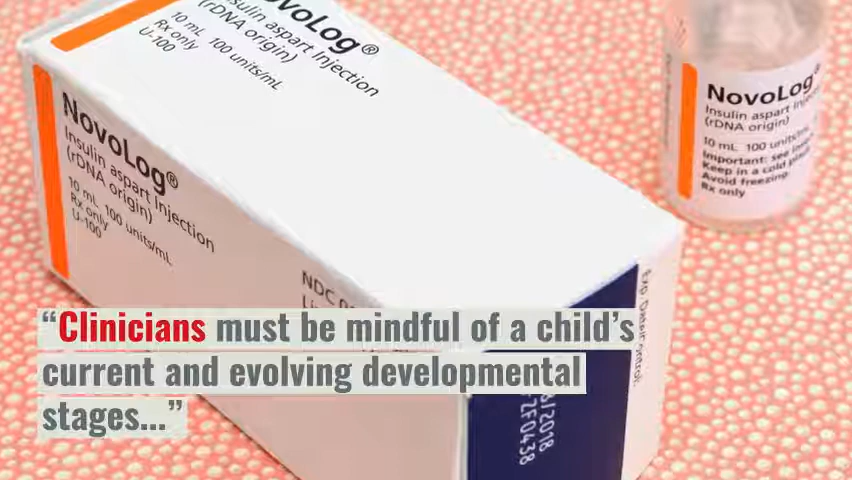 NovoLog®
Insulin aspart Injection
(rDNA origin)
10 mL 100 units/mL
Rx only
U-100
NovoLog®
Insulin aspart Injection
(rDNA origin)
10 mL 100 units/mL
Rx only
U-100
NDC
NovoLog®
Insulin aspart
(rDNA origin)
10 mL 100
Important: see
Keep in a cold
Avoid freezing.
Rx only
“Clinicians must be mindful of a child’s
current and evolving developmental
stages...”